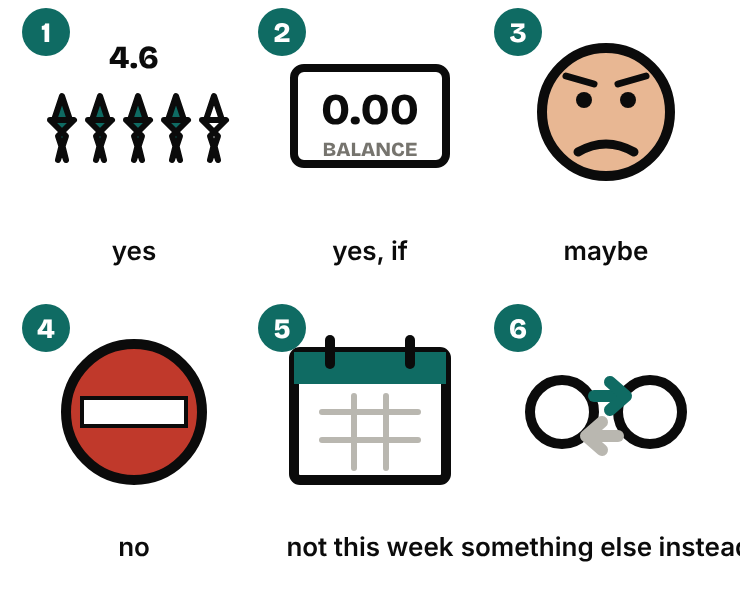 1
4.6
yes
2
0.00
BALANCE
yes, if
3
maybe
4
no
5
not this week
6
something else instead